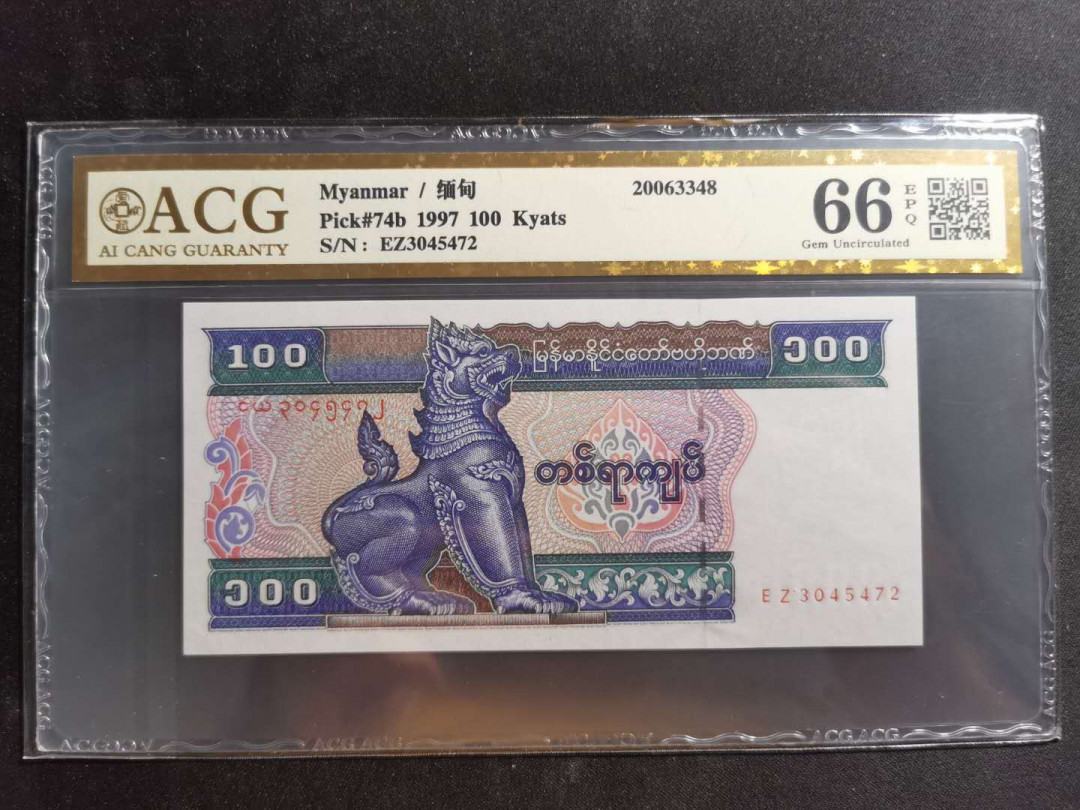 ACG
AI CANG GUARANTY
Myanmar / 缅甸
Pick#74b 1997 100 Kyats
S/N: EZ3045472
20063348
66
EPQ
Gem Uncirculated
100
မြန်မာနိုင်ငံတော်ဗဟိုဘဏ်
၁၀၀
တစ်ရာကျပ်
၁၀၀
EZ3045472